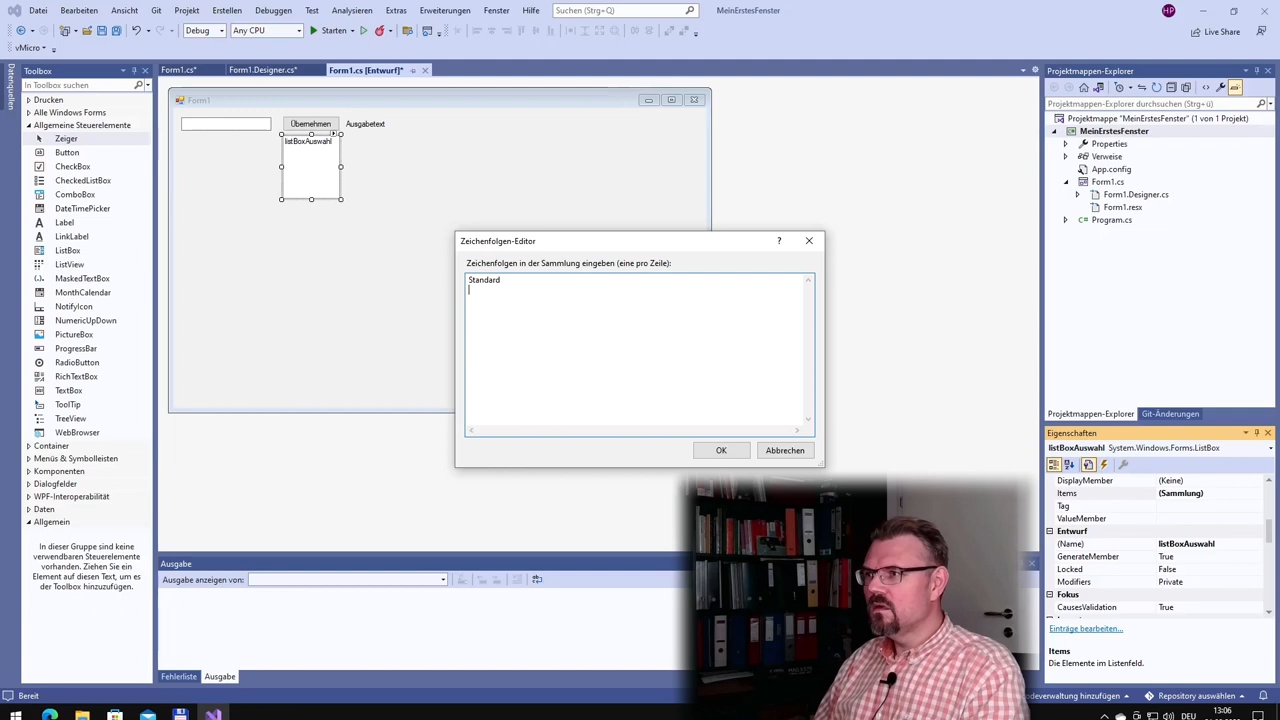 Datei Bearbeiten Ansicht Git Projekt Erstellen Debuggen Test Analysieren Extras Erweiterungen Fenster Hilfe Suchen (Strg+Q) MeinErstesFenster HP
Debug Any CPU Starten Live Share
vMicro
Datenquellen
Toolbox
Toolbox suchen
Drucken
Alle Windows Forms
Allgemeine Steuerelemente
Zeiger
Button
CheckBox
CheckedListBox
ComboBox
DateTimePicker
Label
LinkLabel
ListBox
ListView
MaskedTextBox
MonthCalendar
NotifyIcon
NumericUpDown
PictureBox
ProgressBar
RadioButton
RichTextBox
TextBox
ToolTip
TreeView
WebBrowser
Container
Menüs & Symbolleisten
Komponenten
Dialogfelder
WPF-Interoperabilität
Daten
Allgemein
In dieser Gruppe sind keine
verwendbaren Steuerelemente
vorhanden. Ziehen Sie ein
Element auf diesen Text, um es
der Toolbox hinzuzufügen.
Form1.cs* Form1.Designer.cs* Form1.cs [Entwurf]*
Form1
Übernehmen Ausgabetext
listBoxAuswahl
Zeichenfolgen-Editor ?
Zeichenfolgen in der Sammlung eingeben (eine pro Zeile):
Standard
OK Abbrechen
Ausgabe
Ausgabe anzeigen von:
Fehlerliste Ausgabe
Projektmappen-Explorer
Projektmappen-Explorer durchsuchen (Strg+ü)
Projektmappe "MeinErstesFenster" (1 von 1 Projekt)
MeinErstesFenster
Properties
Verweise
App.config
Form1.cs
Form1.Designer.cs
Form1.resx
Program.cs
Projektmappen-Explorer Git-Änderungen
Eigenschaften
listBoxAuswahl System.Windows.Forms.ListBox
DisplayMember (Keine)
Items (Sammlung)
Tag
ValueMember
Entwurf
(Name) listBoxAuswahl
GenerateMember True
Locked False
Modifiers Private
Fokus
CausesValidation True
Einträge bearbeiten...
Items
Die Elemente im Listenfeld.
Bereit
odeverwaltung hinzufügen Repository auswählen
DEU 13:06